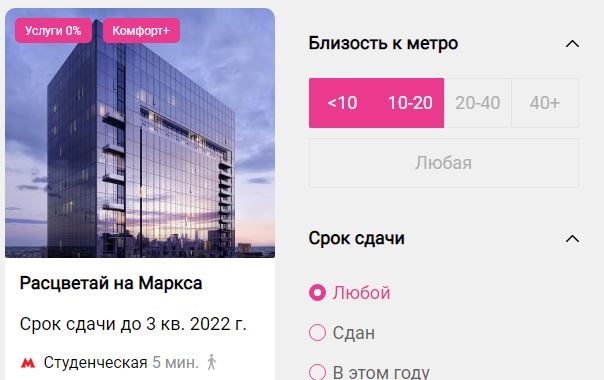 Услуги 0% Комфорт+
Расцветай на Маркса
Срок сдачи до 3 кв. 2022 г.
Студенческая 5 мин.
Близость к метро
<10 10-20 20-40 40+
Любая
Срок сдачи
Любой
Сдан
В этом году